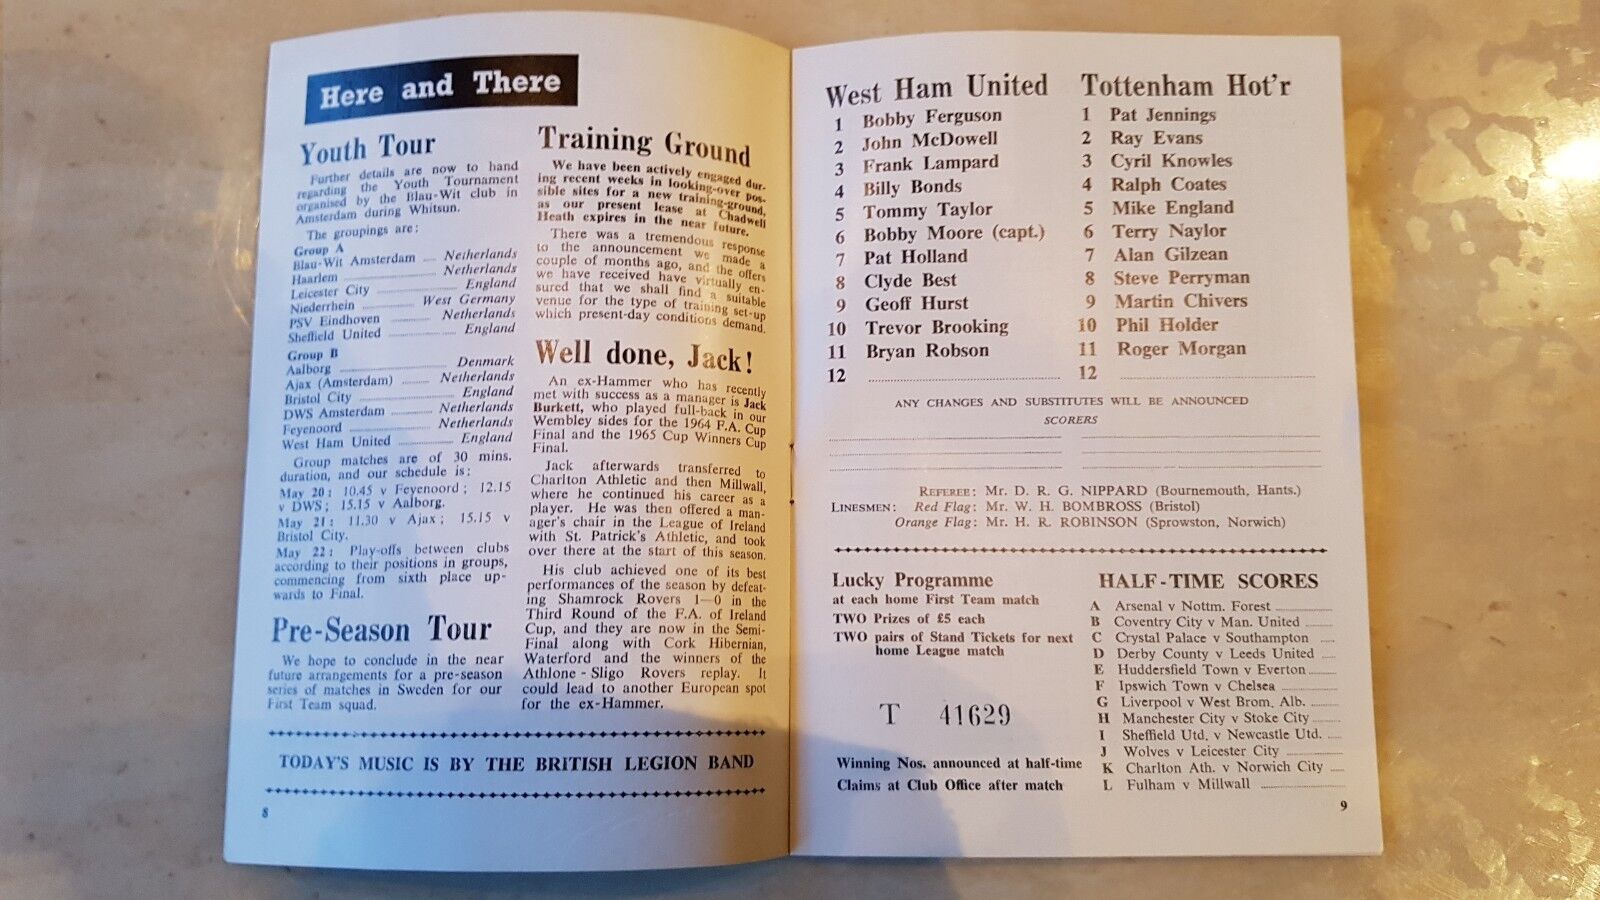 Here and There
Youth Tour
Further details are now to hand
regarding the Youth Tournament
organised by the Blau-Wit club in
Amsterdam during Whitsun.
The groupings are:
Group A
Blau-Wit Amsterdam Netherlands
Haarlem Netherlands
Leicester City England
Niederrhein West Germany
PSV Eindhoven Netherlands
Sheffield United England
Group B
Aalborg Denmark
Ajax (Amsterdam) Netherlands
Bristol City England
DWS Amsterdam Netherlands
Feyenoord Netherlands
West Ham United England
Group matches are of 30 mins.
duration, and our schedule is:
May 20: 10.45 v Feyenoord; 12.15
v DWS; 15.15 v Aalborg.
May 21: 11.30 v Ajax; 15.15 v
Bristol City.
May 22: Play-offs between clubs
according to their positions in groups,
commencing from sixth place up-
wards to Final.
Pre-Season Tour
We hope to conclude in the near
future arrangements for a pre-season
series of matches in Sweden for our
First Team squad.
Training Ground
We have been actively engaged dur-
ing recent weeks in looking-over pos-
sible sites for a new training-ground,
as our present lease at Chadwell
Heath expires in the near future.
There was a tremendous response
to the announcement we made a
couple of months ago, and the offers
we have received have virtually en-
sured that we shall find a suitable
venue for the type of training set-up
which present-day conditions demand.
Well done, Jack!
An ex-Hammer who has recently
met with success as a manager is Jack
Burkett, who played full-back in our
Wembley sides for the 1964 F.A. Cup
Final and the 1965 Cup Winners Cup
Final.
Jack afterwards transferred to
Charlton Athletic and then Millwall,
where he continued his career as a
player. He was then offered a man-
ager's chair in the League of Ireland
with St. Patrick's Athletic, and took
over there at the start of this season.
His club achieved one of its best
performances of the season by defeat-
ing Shamrock Rovers 1—0 in the
Third Round of the F.A. of Ireland
Cup, and they are now in the Semi-
Final along with Cork Hibernian,
Waterford and the winners of the
Athlone - Sligo Rovers replay. It
could lead to another European spot
for the ex-Hammer.
TODAY'S MUSIC IS BY THE BRITISH LEGION BAND
8
West Ham United
1 Bobby Ferguson
2 John McDowell
3 Frank Lampard
4 Billy Bonds
5 Tommy Taylor
6 Bobby Moore (capt.)
7 Pat Holland
8 Clyde Best
9 Geoff Hurst
10 Trevor Brooking
11 Bryan Robson
12
Tottenham Hot'r
1 Pat Jennings
2 Ray Evans
3 Cyril Knowles
4 Ralph Coates
5 Mike England
6 Terry Naylor
7 Alan Gilzean
8 Steve Perryman
9 Martin Chivers
10 Phil Holder
11 Roger Morgan
12
ANY CHANGES AND SUBSTITUTES WILL BE ANNOUNCED
SCORERS
REFEREE: Mr. D. R. G. NIPPARD (Bournemouth, Hants.)
LINESMEN: Red Flag: Mr. W. H. BOMBROSS (Bristol)
Orange Flag: Mr. H. R. ROBINSON (Sprowston, Norwich)
Lucky Programme
at each home First Team match
TWO Prizes of £5 each
TWO pairs of Stand Tickets for next
home League match
T 41629
Winning Nos. announced at half-time
Claims at Club Office after match
HALF-TIME SCORES
A Arsenal v Nottm. Forest
B Coventry City v Man. United
C Crystal Palace v Southampton
D Derby County v Leeds United
E Huddersfield Town v Everton
F Ipswich Town v Chelsea
G Liverpool v West Brom. Alb.
H Manchester City v Stoke City
I Sheffield Utd. v Newcastle Utd.
J Wolves v Leicester City
K Charlton Ath. v Norwich City
L Fulham v Millwall
9